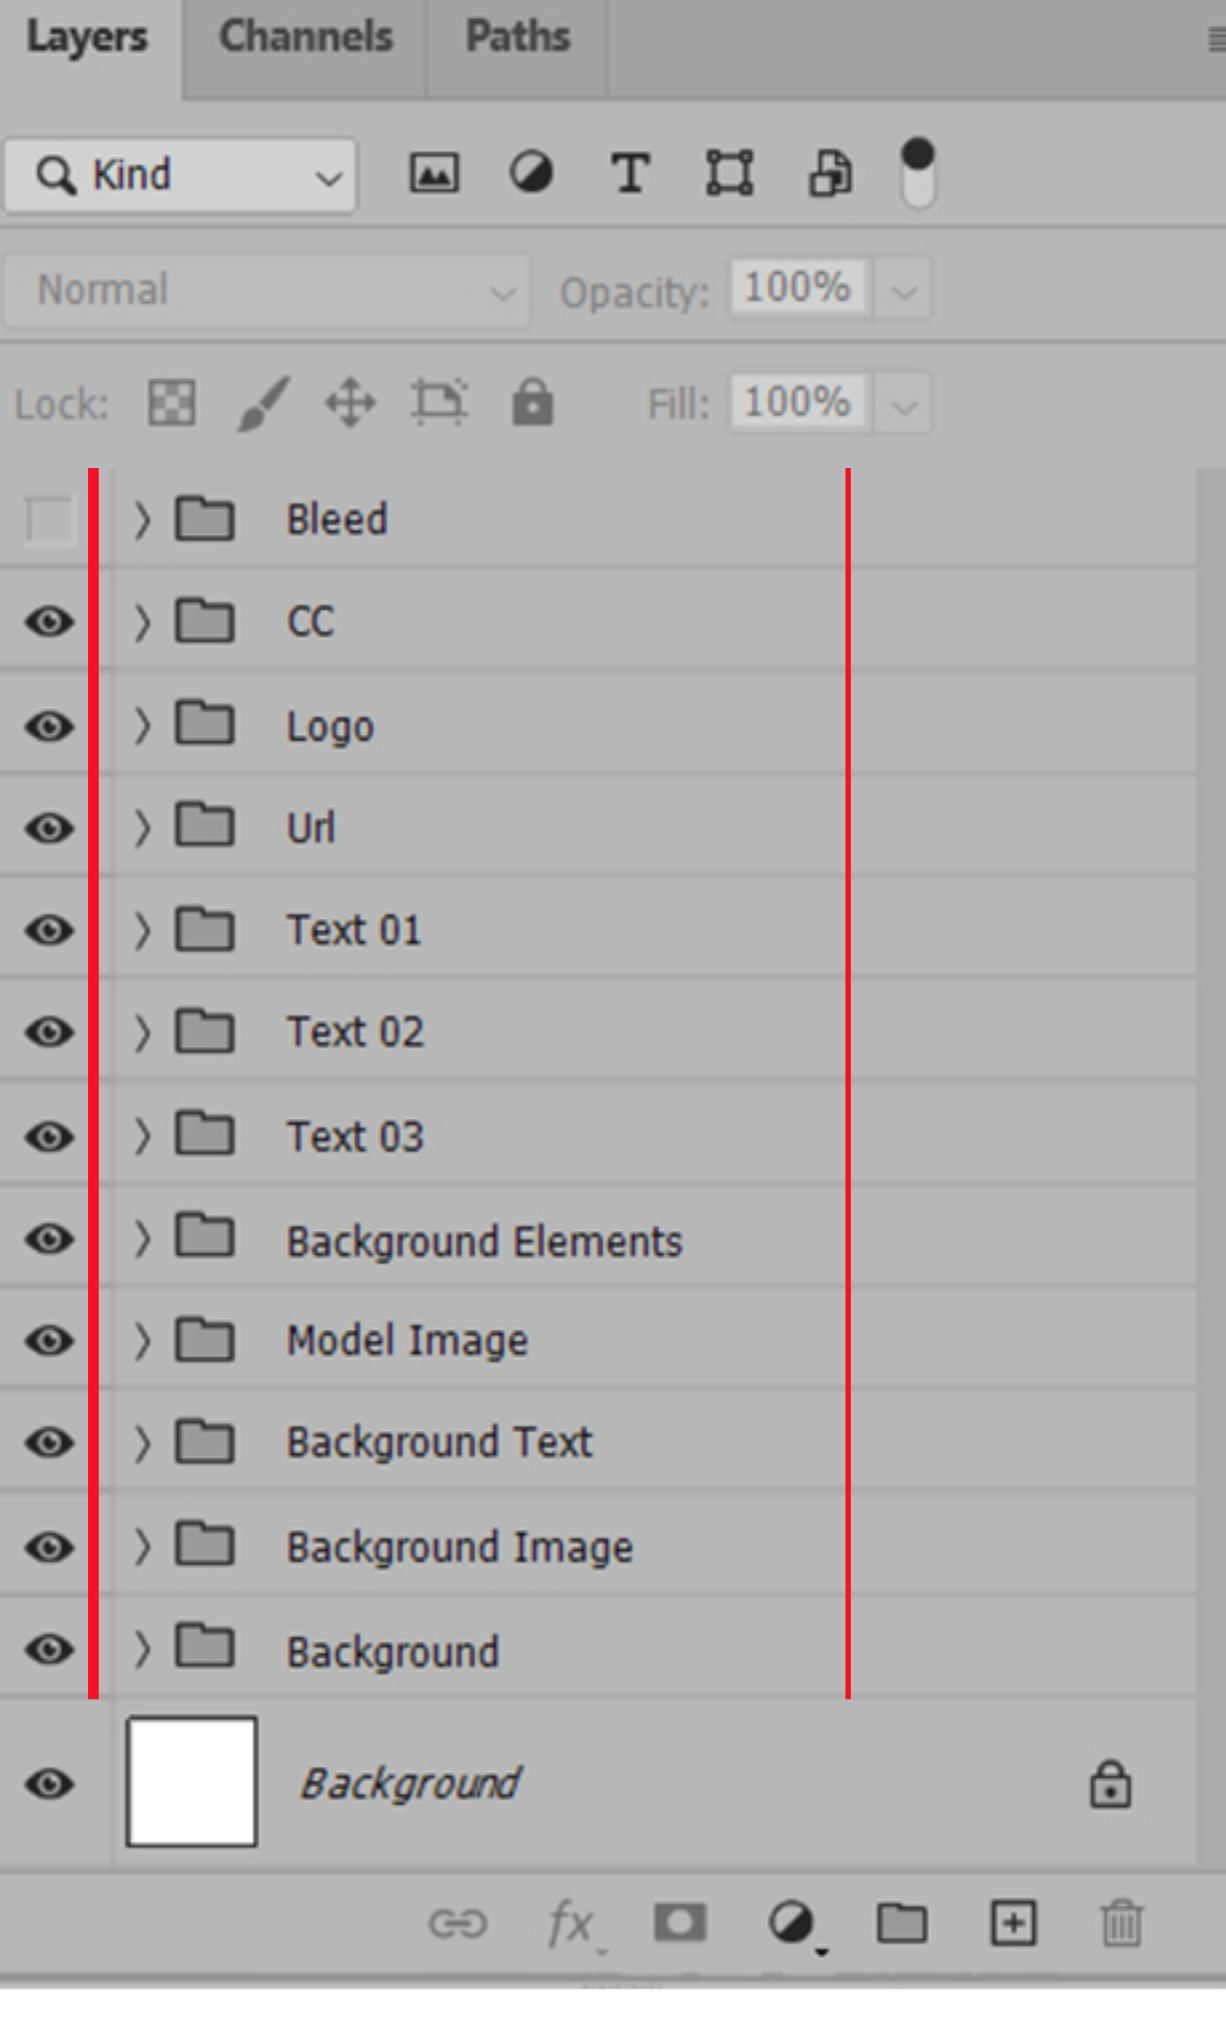 Layers Channels Paths
Kind T
Normal Opacity: 100%
Lock: Fill: 100%
Bleed
CC
Logo
Url
Text 01
Text 02
Text 03
Background Elements
Model Image
Background Text
Background Image
Background
Background
fx